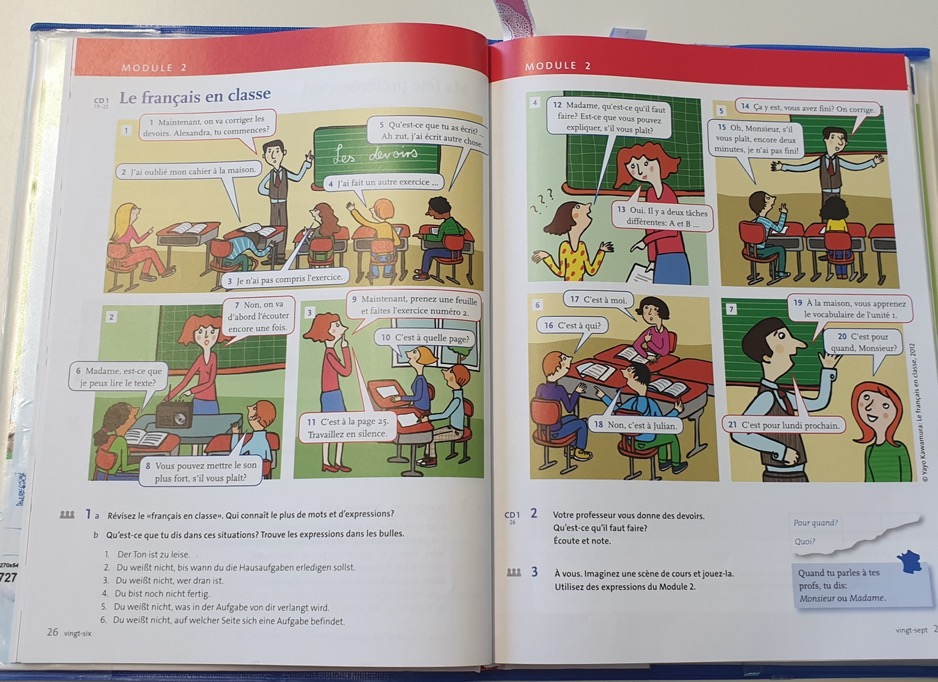 MODULE 2
CD 1
19–25
Le français en classe
1
1 Maintenant, on va corriger les
devoirs. Alexandra, tu commences?
2 J'ai oublié mon cahier à la maison.
Les devoirs
5 Qu'est-ce que tu as écrit? ...
Ah zut, j'ai écrit autre chose.
4 J'ai fait un autre exercice ...
3 Je n'ai pas compris l'exercice.
2
7 Non, on va
d'abord l'écouter
encore une fois.
6 Madame, est-ce que
je peux lire le texte?
8 Vous pouvez mettre le son
plus fort, s'il vous plaît?
3
9 Maintenant, prenez une feuille
et faites l'exercice numéro 2.
10 C'est à quelle page?
11 C'est à la page 25.
Travaillez en silence.
1 a Révisez le «français en classe». Qui connaît le plus de mots et d'expressions?
b Qu'est-ce que tu dis dans ces situations? Trouve les expressions dans les bulles.
1. Der Ton ist zu leise.
2. Du weißt nicht, bis wann du die Hausaufgaben erledigen sollst.
3. Du weißt nicht, wer dran ist.
4. Du bist noch nicht fertig.
5. Du weißt nicht, was in der Aufgabe von dir verlangt wird.
6. Du weißt nicht, auf welcher Seite sich eine Aufgabe befindet.
26 vingt-six
727
MODULE 2
4
12 Madame, qu'est-ce qu'il faut
faire? Est-ce que vous pouvez
expliquer, s'il vous plaît?
? ? ?
13 Oui. Il y a deux tâches
différentes: A et B ...
5
14 Ça y est, vous avez fini? On corrige.
15 Oh, Monsieur, s'il
vous plaît, encore deux
minutes, je n'ai pas fini!
6
17 C'est à moi.
16 C'est à qui?
18 Non, c'est à Julian.
7
19 À la maison, vous apprenez
le vocabulaire de l'unité 1.
20 C'est pour
quand, Monsieur?
21 C'est pour lundi prochain.
© Yayo Kawamura: Le français en classe, 2012
CD 1
26
2 Votre professeur vous donne des devoirs.
Qu'est-ce qu'il faut faire?
Écoute et note.
Pour quand?
Quoi?
3 À vous. Imaginez une scène de cours et jouez-la.
Utilisez des expressions du Module 2.
Quand tu parles à tes
profs, tu dis:
Monsieur ou Madame.
vingt-sept 2